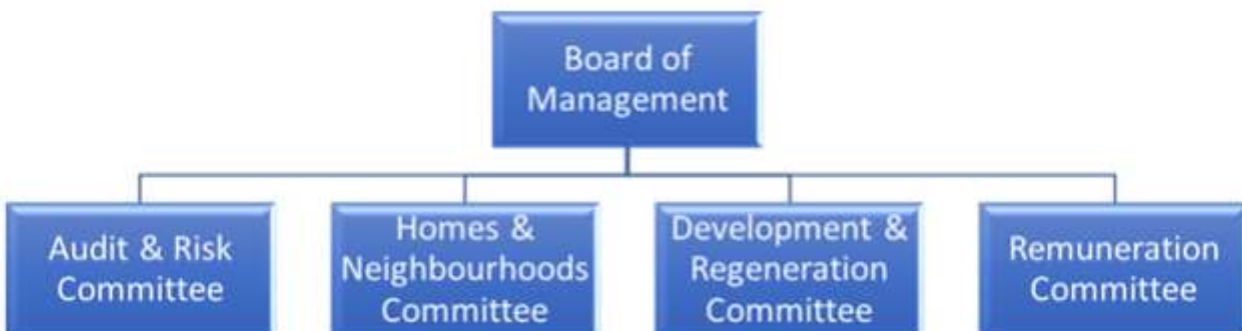 Board of
Management
Audit & Risk
Committee
Homes &
Neighbourhoods
Committee
Development &
Regeneration
Committee
Remuneration
Committee